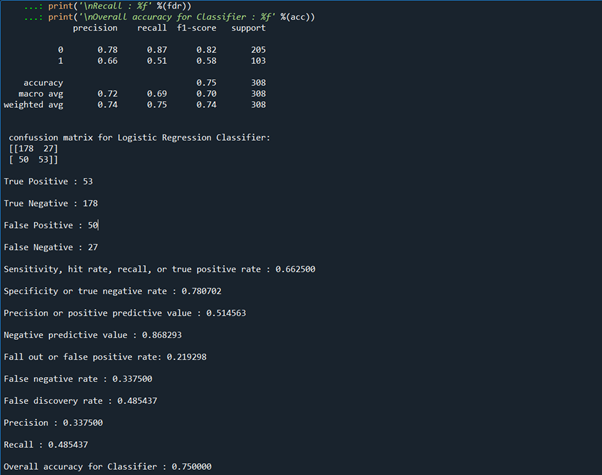 ...: print('\nRecall : %f' %(fdr))
...: print('\nOverall accuracy for Classifier : %f' %(acc))
precision recall f1-score support
0 0.78 0.87 0.82 205
1 0.66 0.51 0.58 103
accuracy 0.75 308
macro avg 0.72 0.69 0.70 308
weighted avg 0.74 0.75 0.74 308
confussion matrix for Logistic Regression Classifier:
[[178 27]
[ 50 53]]
True Positive : 53
True Negative : 178
False Positive : 50
False Negative : 27
Sensitivity, hit rate, recall, or true positive rate : 0.662500
Specificity or true negative rate : 0.780702
Precision or positive predictive value : 0.514563
Negative predictive value : 0.868293
Fall out or false positive rate: 0.219298
False negative rate : 0.337500
False discovery rate : 0.485437
Precision : 0.337500
Recall : 0.485437
Overall accuracy for Classifier : 0.750000